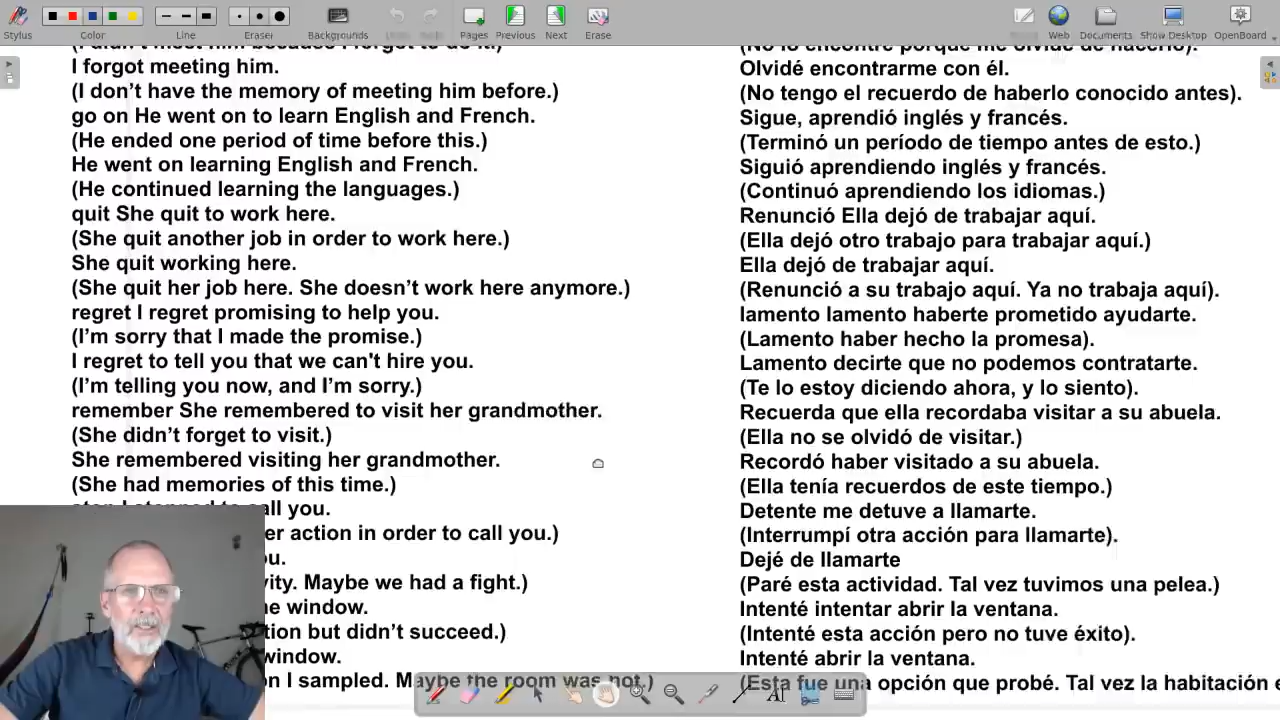 Stylus
Color
Eraser
Backgrounds
Undo
Redo
Pages
Previous
Next
Erase
Web
Documents
Show Desktop
OpenBoard
I forgot meeting him.
(I don’t have the memory of meeting him before.)
go on He went on to learn English and French.
(He ended one period of time before this.)
He went on learning English and French.
(He continued learning the languages.)
quit She quit to work here.
(She quit another job in order to work here.)
She quit working here.
(She quit her job here. She doesn’t work here anymore.)
regret I regret promising to help you.
(I’m sorry that I made the promise.)
I regret to tell you that we can't hire you.
(I’m telling you now, and I’m sorry.)
remember She remembered to visit her grandmother.
(She didn’t forget to visit.)
She remembered visiting her grandmother.
(She had memories of this time.)
call you.
er action in order to call you.)
ou.
vity. Maybe we had a fight.)
he window.
tion but didn’t succeed.)
window.
n I sampled. Maybe the room was hot.)
(No lo encontré porque me olvidé de hacerlo).
Olvidé encontrarme con él.
(No tengo el recuerdo de haberlo conocido antes).
Sigue, aprendió inglés y francés.
(Terminó un período de tiempo antes de esto.)
Siguió aprendiendo inglés y francés.
(Continuó aprendiendo los idiomas.)
Renunció Ella dejó de trabajar aquí.
(Ella dejó otro trabajo para trabajar aquí.)
Ella dejó de trabajar aquí.
(Renunció a su trabajo aquí. Ya no trabaja aquí).
lamento lamento haberte prometido ayudarte.
(Lamento haber hecho la promesa).
Lamento decirte que no podemos contratarte.
(Te lo estoy diciendo ahora, y lo siento).
Recuerda que ella recordaba visitar a su abuela.
(Ella no se olvidó de visitar.)
Recordó haber visitado a su abuela.
(Ella tenía recuerdos de este tiempo.)
Detente me detuve a llamarte.
(Interrumpí otra acción para llamarte).
Dejé de llamarte
(Paré esta actividad. Tal vez tuvimos una pelea.)
Intenté intentar abrir la ventana.
(Intenté esta acción pero no tuve éxito).
Intenté abrir la ventana.
(Esta fue una opción que probé. Tal vez la habitación e